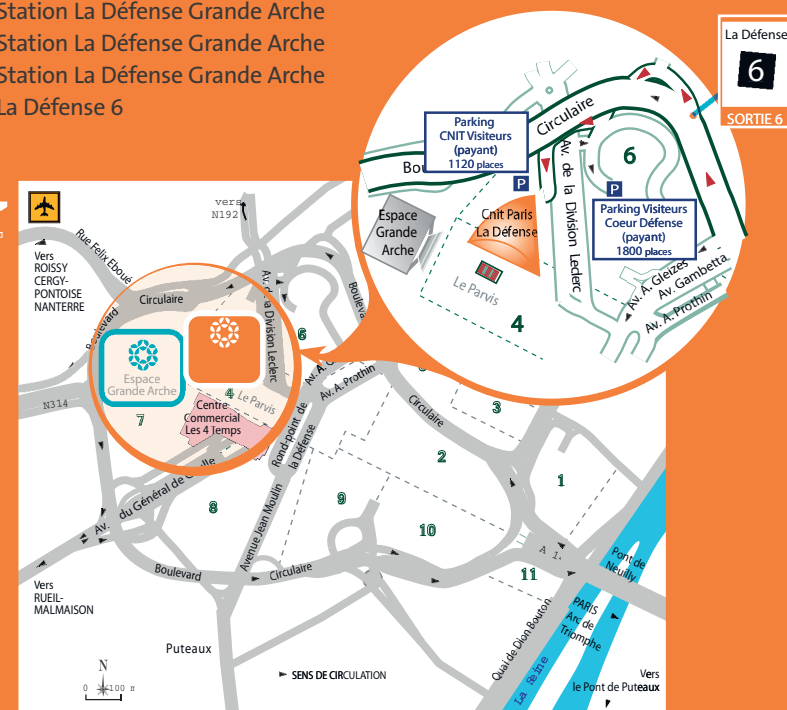 Station La Défense Grande Arche
Station La Défense Grande Arche
Station La Défense Grande Arche
La Défense 6
La Défense
6
SORTIE 6
Parking
CNIT Visiteurs
(payant)
1120 places
Circulaire
Bou
P
Av. de la Division Leclerc
6
P
Parking Visiteurs
Coeur Défense
(payant)
1800 places
Espace
Grande
Arche
Cnit Paris
La Défense
Le Parvis
4
Av. A. Gleizes
Av. Gambetta
Av. A. Prothin
vers
N192
Rue Felix Eboué
Vers
ROISSY
CERGY-
PONTOISE
NANTERRE
Boulevard
Circulaire
Av. de la Division Leclerc
Bouleva
6
Espace
Grande Arche
4
Le Parvis
Av. A. G
Av. A. Prothin
N314
7
Centre
Commercial
Les 4 Temps
Rond-point de
la Défense
Circulaire
3
2
1
Av. du Général de Gaulle
8
9
10
Avenue Jean Moulin
A 14
11
Pont de
Neuilly
Boulevard
Circulaire
Vers
RUEIL-
MALMAISON
PARIS
Arc de
Triomphe
Quai de Dion Bouton
La Seine
Puteaux
N
0 100 m
SENS DE CIRCULATION
Vers
le Pont de Puteaux